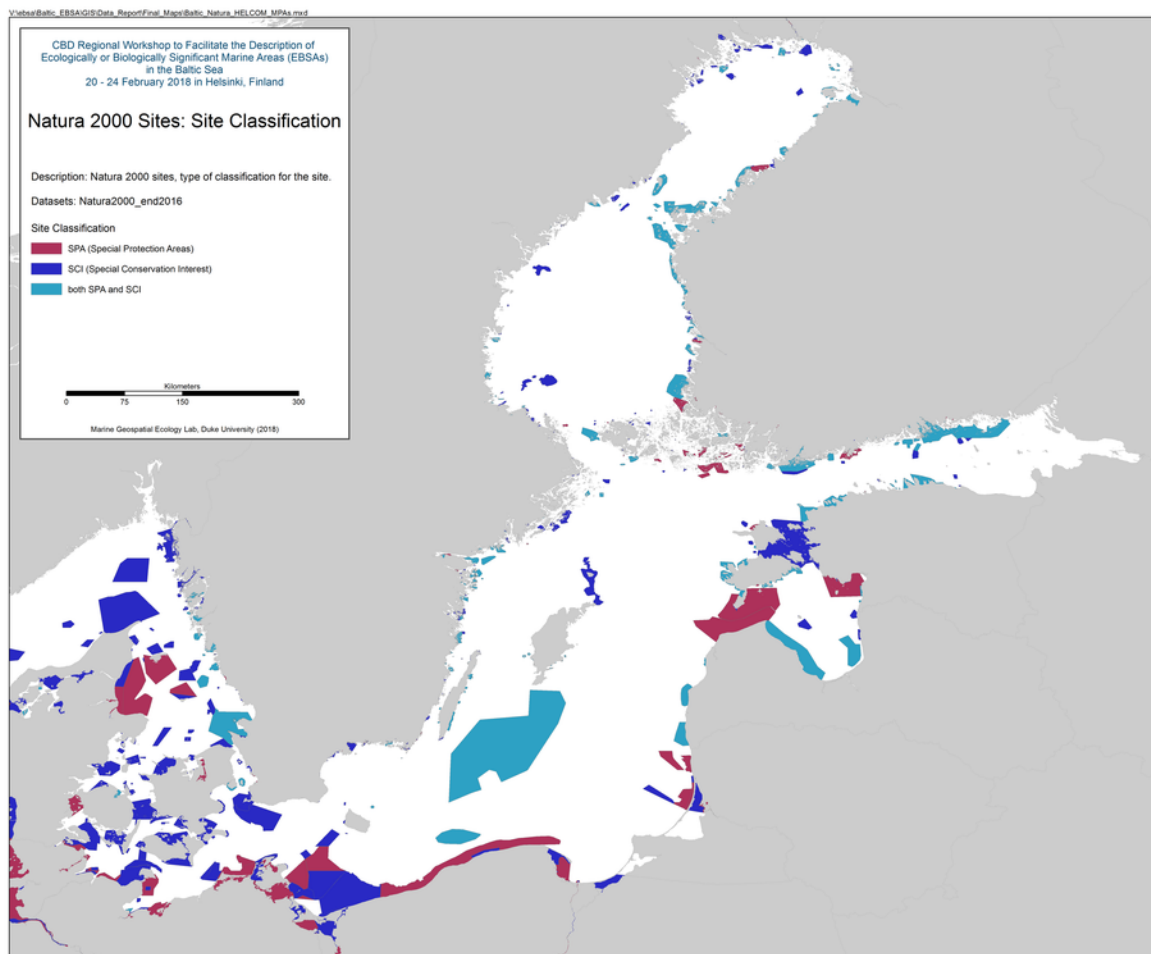 V:\ebsa\Baltic_EBSA\GIS\Data_Report\Final_Maps\Baltic_Natura_HELCOM_MPAs.mxd
CBD Regional Workshop to Facilitate the Description of
Ecologically or Biologically Significant Marine Areas (EBSAs)
in the Baltic Sea
20 - 24 February 2018 in Helsinki, Finland
Natura 2000 Sites: Site Classification
Description: Natura 2000 sites, type of classification for the site.
Datasets: Natura2000_end2016
Site Classification
SPA (Special Protection Areas)
SCI (Special Conservation Interest)
both SPA and SCI
Kilometers
0 75 150 300
Marine Geospatial Ecology Lab, Duke University (2018)